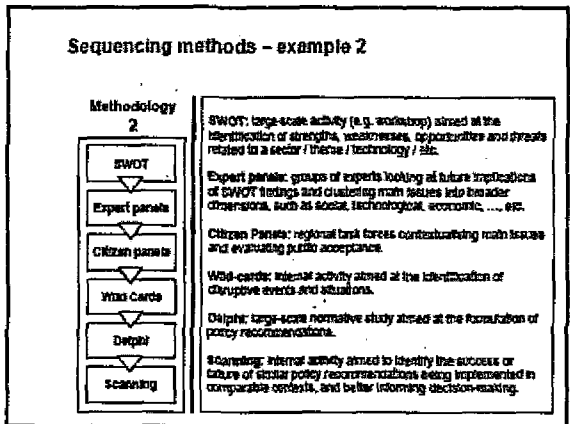 Sequencing methods – example 2
Methodology
2
SWOT
Expert panels
Citizen panels
Wild Cards
Delphi
Scanning
SWOT: large-scale activity (e.g. workshop) aimed at the
identification of strengths, weaknesses, opportunities and threats
related to a sector / theme / technology / etc.
Expert panels: groups of experts looking at future implications
of SWOT findings and clustering main issues into broader
dimensions, such as social, technological, economic, ..., etc.
Citizen Panels: regional task forces contextualising main issues
and evaluating public acceptance.
Wild-cards: internal activity aimed at the identification of
disruptive events and situations.
Delphi: large-scale normative study aimed at the formulation of
policy recommendations.
Scanning: internal activity aimed to identify the success or
failure of similar policy recommendations being implemented in
comparable contexts, and better informing decision-making.